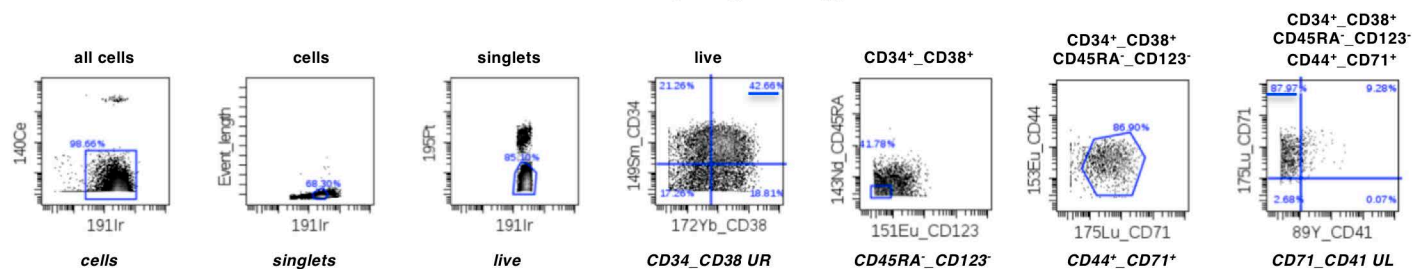 all cells
140Ce
98.66%
191Ir
cells
cells
Event_length
68.30%
191Ir
singlets
singlets
195Pt
191Ir
live
live
149Sm_CD34
21.26%
42.66%
17.26%
18.81%
172Yb_CD38
CD34_CD38 UR
CD34⁺_CD38⁺
143Nd_CD45RA
41.78%
151Eu_CD123
CD45RA⁻_CD123⁻
CD34⁺_CD38⁺
CD45RA⁻_CD123⁻
153Eu_CD44
86.90%
175Lu_CD71
CD44⁺_CD71⁺
CD34⁺_CD38⁺
CD45RA⁻_CD123⁻
CD44⁺_CD71⁺
175Lu_CD71
87.97%
9.28%
2.68%
0.07%
89Y_CD41
CD71_CD41 UL